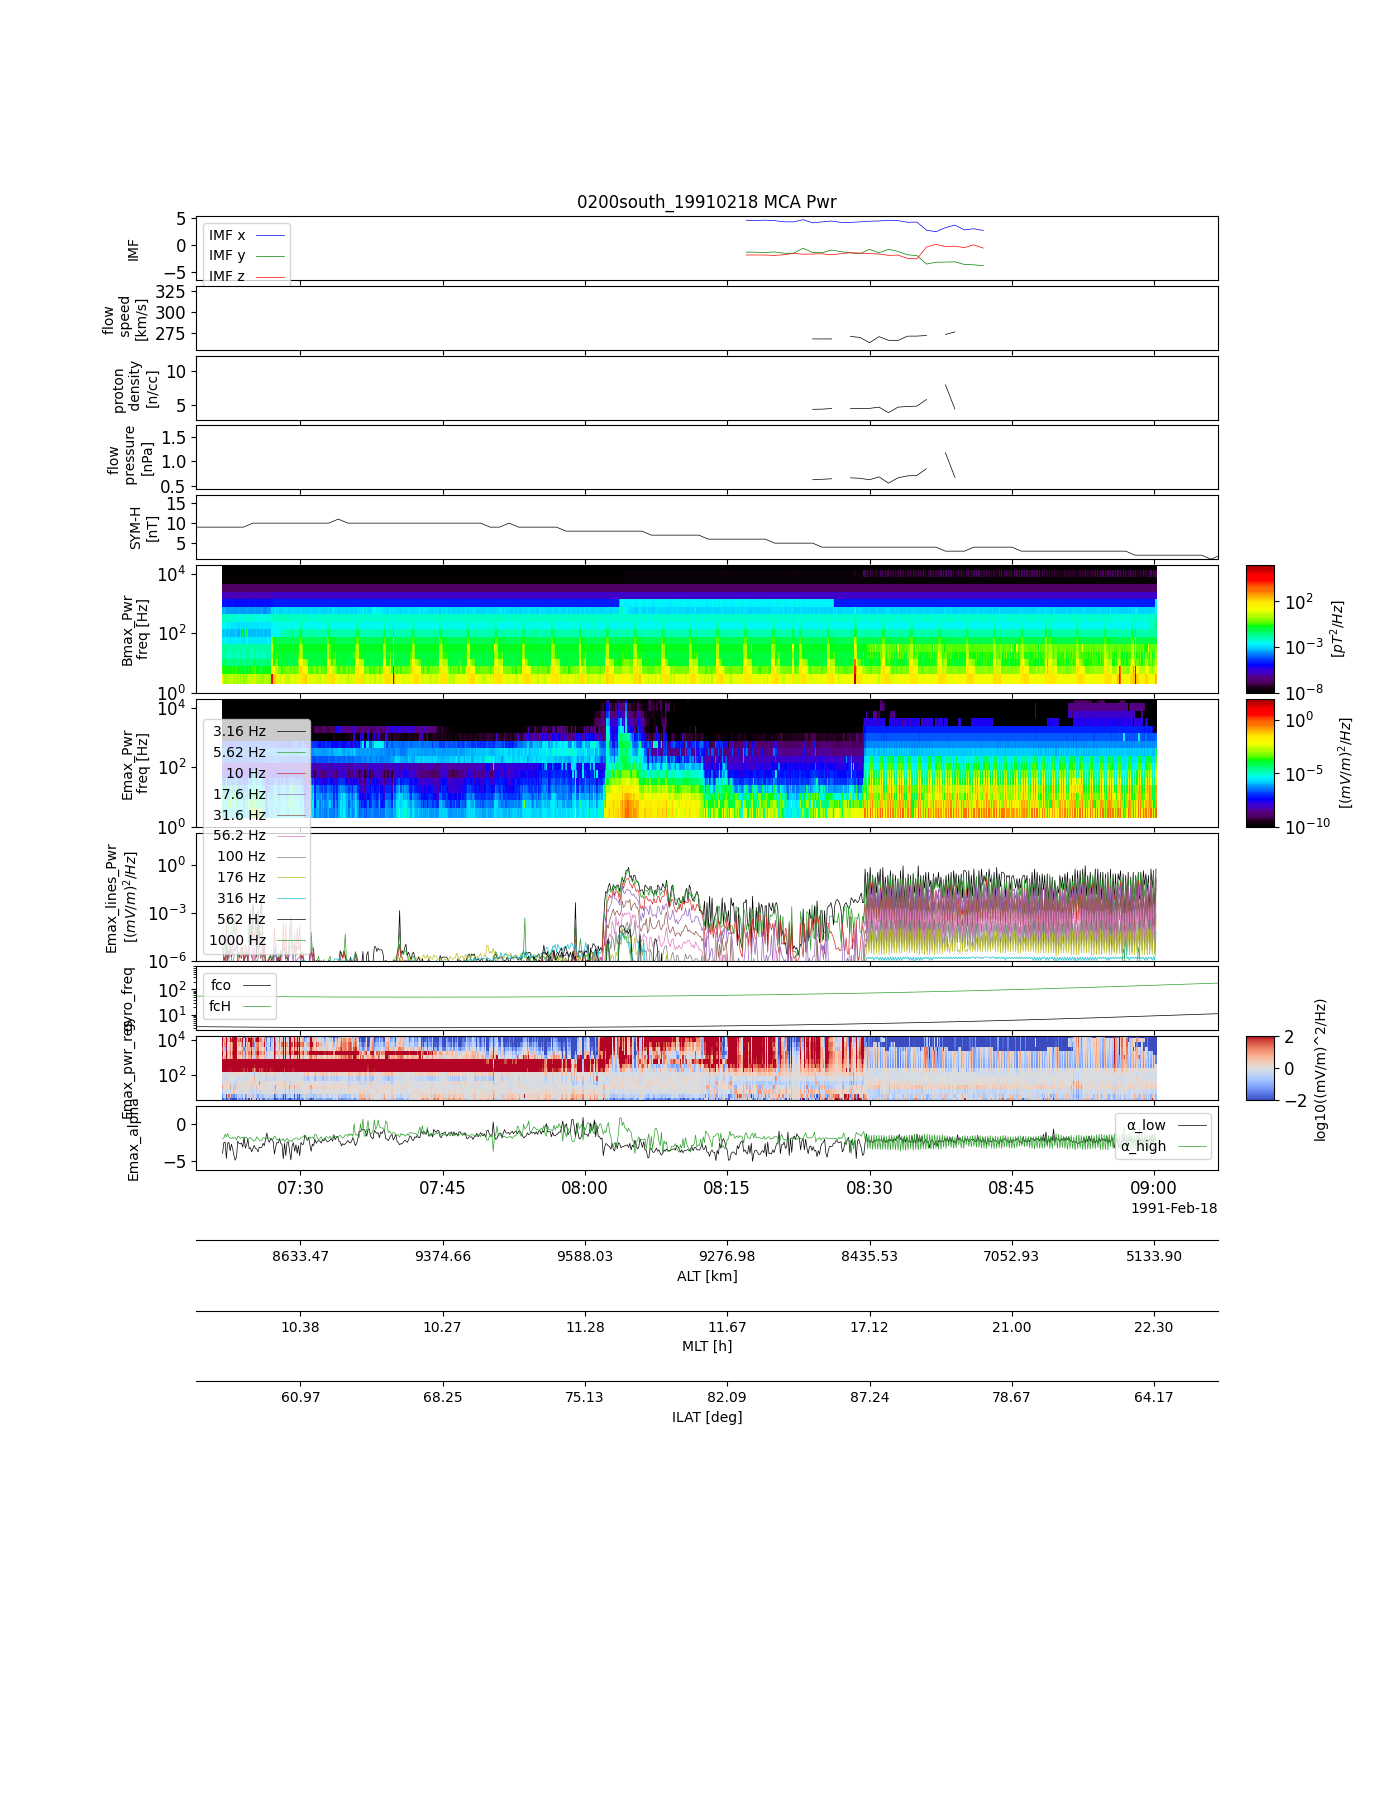 0200south_19910218 MCA Pwr
IMF
5
0
−5
IMF x
IMF y
IMF z
flow
speed
[km/s]
325
300
275
proton
density
[n/cc]
10
5
flow
pressure
[nPa]
1.5
1.0
0.5
SYM-H
[nT]
15
10
5
Bmax_Pwr
freq [Hz]
10^4
10^2
10^0
10^2
10^-3
10^-8
[pT^2/Hz]
Emax_Pwr
freq [Hz]
10^4
10^2
10^0
10^0
10^-5
10^-10
[(mV/m)^2/Hz]
3.16 Hz
5.62 Hz
10 Hz
17.6 Hz
31.6 Hz
56.2 Hz
100 Hz
176 Hz
316 Hz
562 Hz
1000 Hz
Emax_lines_Pwr
[(mV/m)^2/Hz]
10^0
10^-3
10^-6
gyro_freq
10^2
10^1
fco
fcH
Emax_pwr_reg
10^4
10^2
2
0
−2
log10((mV/m)^2/Hz)
Emax_alpha
0
−5
α_low
α_high
07:30 07:45 08:00 08:15 08:30 08:45 09:00
1991-Feb-18
8633.47 9374.66 9588.03 9276.98 8435.53 7052.93 5133.90
ALT [km]
10.38 10.27 11.28 11.67 17.12 21.00 22.30
MLT [h]
60.97 68.25 75.13 82.09 87.24 78.67 64.17
ILAT [deg]